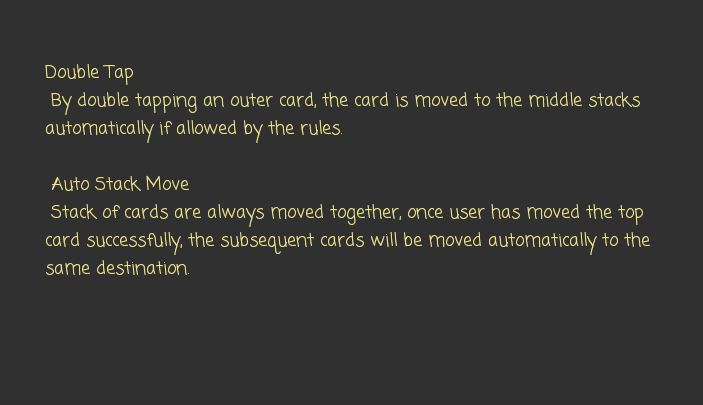 Double Tap
By double tapping an outer card, the card is moved to the middle stacks
automatically if allowed by the rules.
Auto Stack Move
Stack of cards are always moved together, once user has moved the top
card successfully, the subsequent cards will be moved automatically to the
same destination.